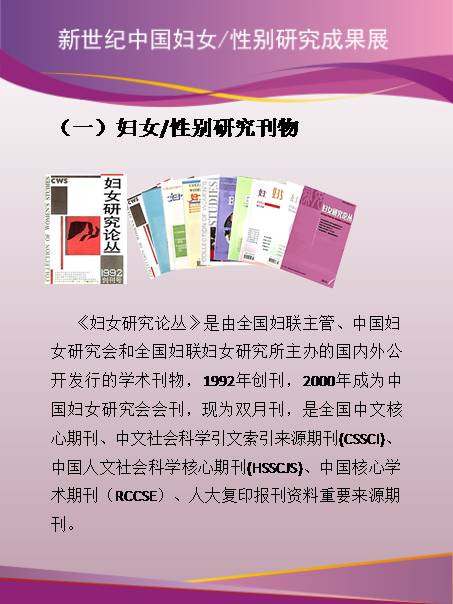 新世纪中国妇女/性别研究成果展
（一）妇女/性别研究刊物
CWS
COLLECTION OF WOMEN'S STUDIES
妇女研究论丛
1992
创刊号
妇女研究论丛
《妇女研究论丛》是由全国妇联主管、中国妇
女研究会和全国妇联妇女研究所主办的国内外公
开发行的学术刊物，1992年创刊，2000年成为中
国妇女研究会会刊，现为双月刊，是全国中文核
心期刊、中文社会科学引文索引来源期刊(CSSCI)、
中国人文社会科学核心期刊(HSSCJS)、中国核心学
术期刊（RCCSE）、人大复印报刊资料重要来源期
刊。